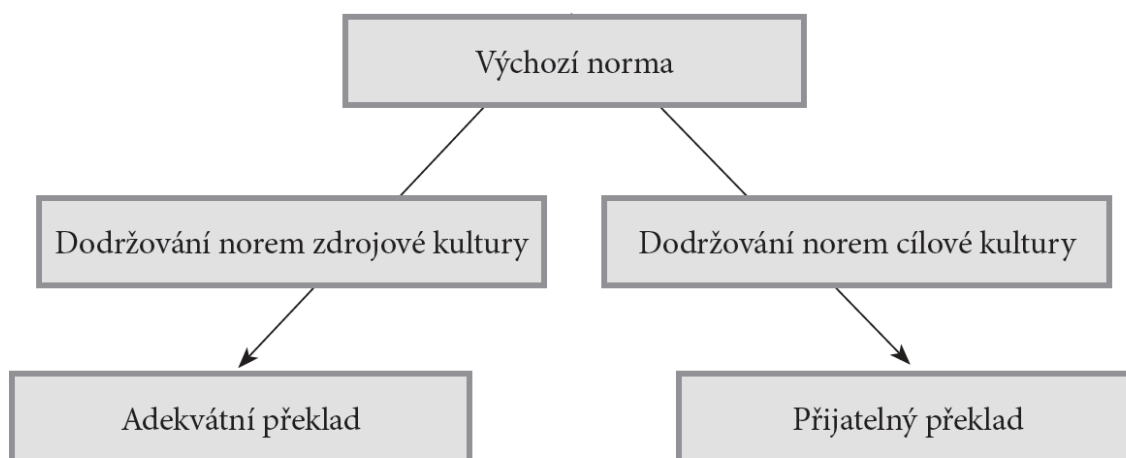 Výchozí norma
Dodržování norem zdrojové kultury
Dodržování norem cílové kultury
Adekvátní překlad
Přijatelný překlad